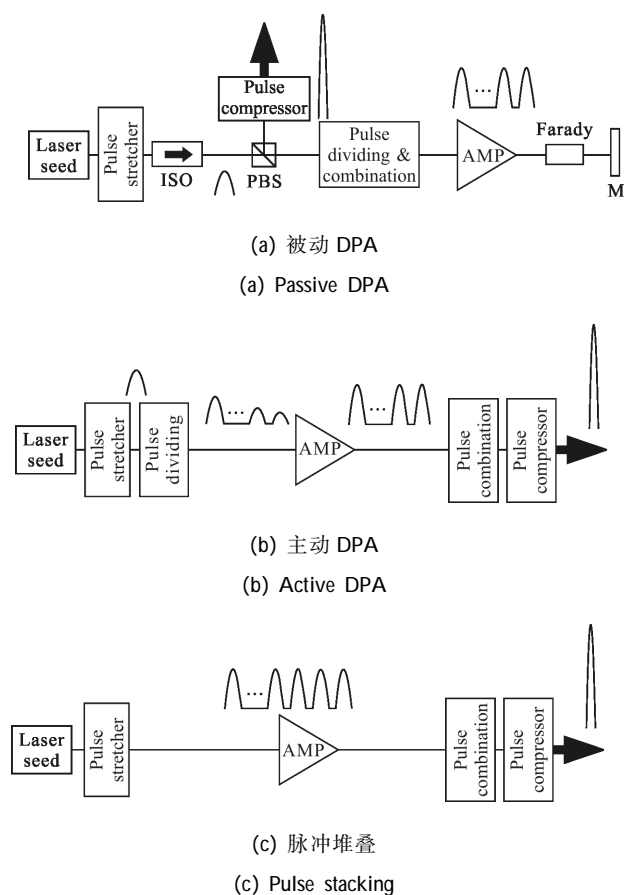 Pulse
compressor
Laser
seed
Pulse
stretcher
ISO
PBS
Pulse
dividing &
combination
AMP
...
Farady
M
(a) 被动 DPA
(a) Passive DPA
Laser
seed
Pulse
stretcher
Pulse
dividing
...
AMP
...
Pulse
combination
Pulse
compressor
(b) 主动 DPA
(b) Active DPA
Laser
seed
Pulse
stretcher
...
AMP
Pulse
combination
Pulse
compressor
(c) 脉冲堆叠
(c) Pulse stacking